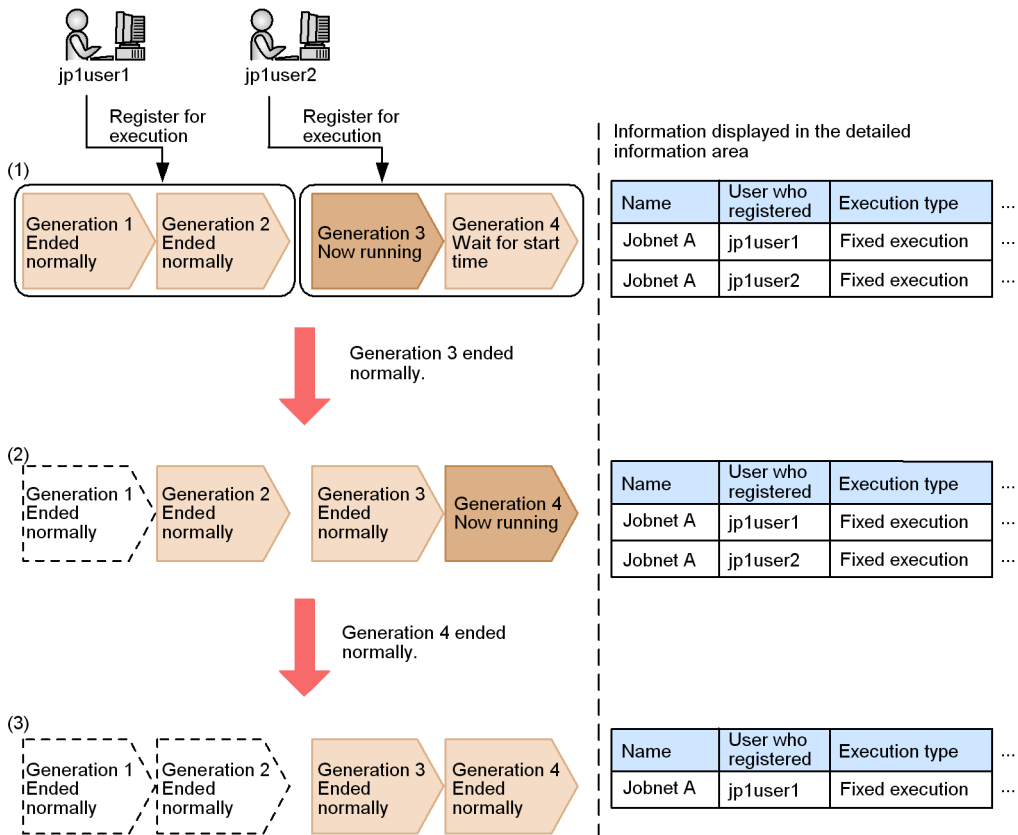 jp1user1
jp1user2
Register for
execution
Register for
execution
Information displayed in the detailed
information area
(1)
Generation 1
Ended
normally
Generation 2
Ended
normally
Generation 3
Now running
Generation 4
Wait for start
time
Name
User who
registered
Execution type
...
Jobnet A
jp1user1
Fixed execution
...
Jobnet A
jp1user2
Fixed execution
...
Generation 3 ended
normally.
(2)
Generation 1
Ended
normally
Generation 2
Ended
normally
Generation 3
Ended
normally
Generation 4
Now running
Name
User who
registered
Execution type
...
Jobnet A
jp1user1
Fixed execution
...
Jobnet A
jp1user2
Fixed execution
...
Generation 4 ended
normally.
(3)
Generation 1
Ended
normally
Generation 2
Ended
normally
Generation 3
Ended
normally
Generation 4
Ended
normally
Name
User who
registered
Execution type
...
Jobnet A
jp1user1
Fixed execution
...